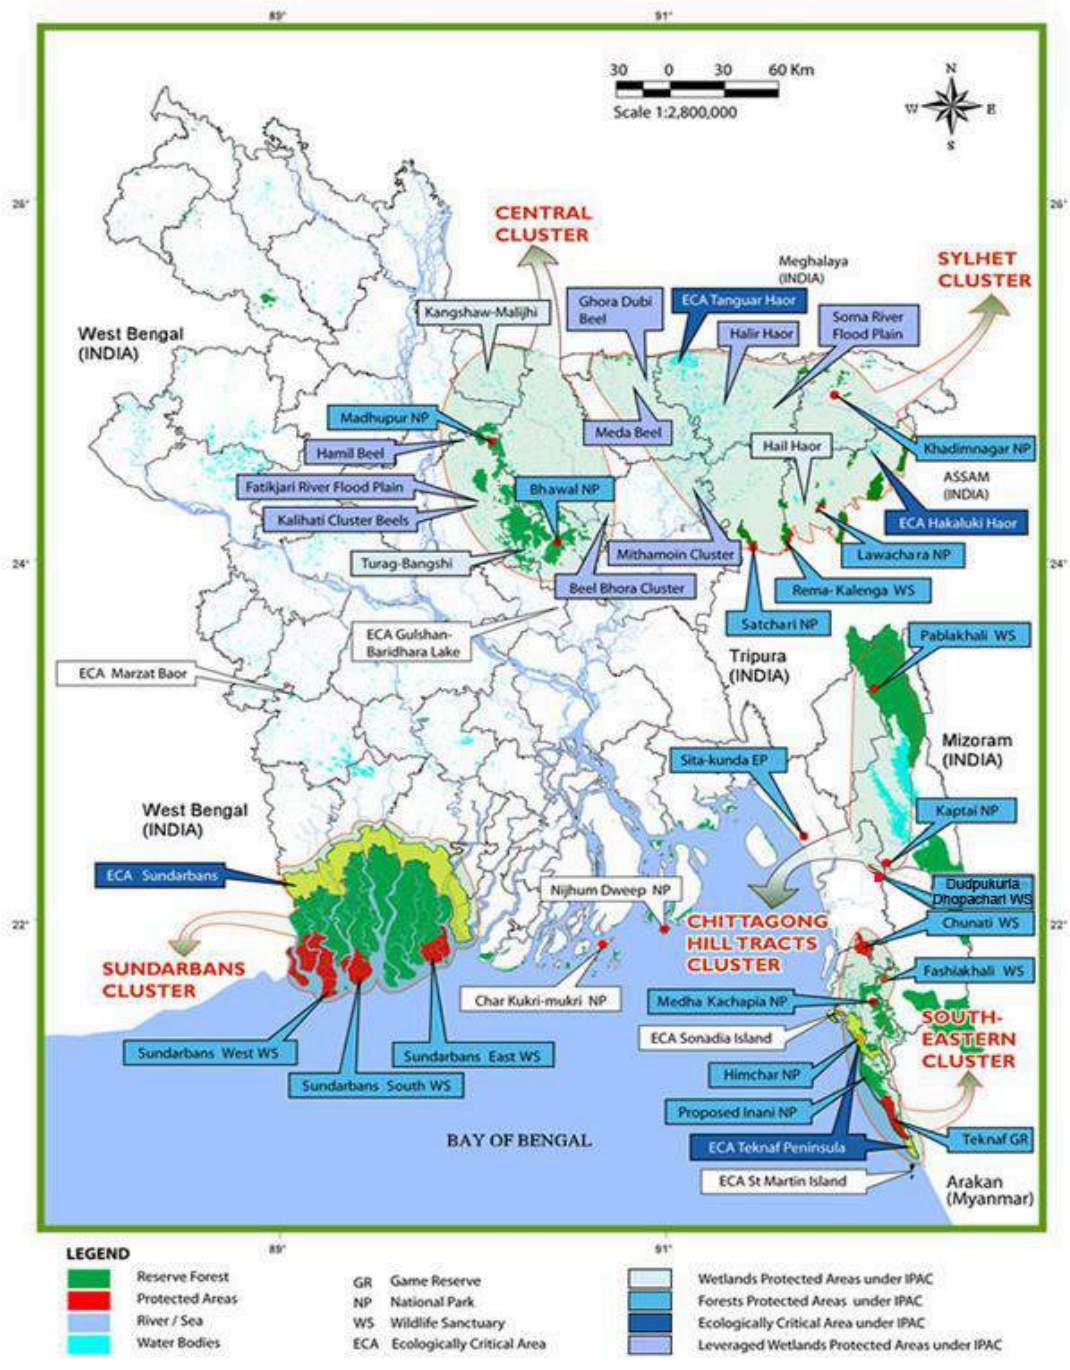 89°
91°
30 0 30 60 Km
Scale 1:2,800,000
N
W E
S
26°
26°
CENTRAL
CLUSTER
Meghalaya
(INDIA)
SYLHET
CLUSTER
Kangshaw-Malijhi
Ghora Dubi
Beel
ECA Tanguar Haor
Halir Haor
Soma River
Flood Plain
West Bengal
(INDIA)
Madhupur NP
Hamil Beel
Meda Beel
Hail Haor
Khadimnagar NP
ASSAM
(INDIA)
Fatikjari River Flood Plain
Bhawal NP
Kalihati Cluster Beels
ECA Hakaluki Haor
Turag-Bangshi
Mithamoin Cluster
Lawachara NP
24°
24°
Beel Bhora Cluster
Rema- Kalenga WS
Satchari NP
ECA Gulshan-
Baridhara Lake
Pablakhali WS
ECA Marzat Baor
Tripura
(INDIA)
Mizoram
(INDIA)
Sita-kunda EP
West Bengal
(INDIA)
Kaptai NP
ECA Sundarbans
Nijhum Dweep NP
Dudpukuria
Dhopachari WS
22°
22°
CHITTAGONG
HILL TRACTS
CLUSTER
Chunati WS
SUNDARBANS
CLUSTER
Fashiakhali WS
Char Kukri-mukri NP
Medha Kachapia NP
SOUTH-
EASTERN
CLUSTER
ECA Sonadia Island
Sundarbans West WS
Sundarbans East WS
Sundarbans South WS
Himchar NP
Proposed Inani NP
BAY OF BENGAL
ECA Teknaf Peninsula
Teknaf GR
ECA St Martin Island
Arakan
(Myanmar)
89°
91°
LEGEND
Reserve Forest
Protected Areas
River / Sea
Water Bodies
GR Game Reserve
NP National Park
WS Wildlife Sanctuary
ECA Ecologically Critical Area
Wetlands Protected Areas under IPAC
Forests Protected Areas under IPAC
Ecologically Critical Area under IPAC
Leveraged Wetlands Protected Areas under IPAC